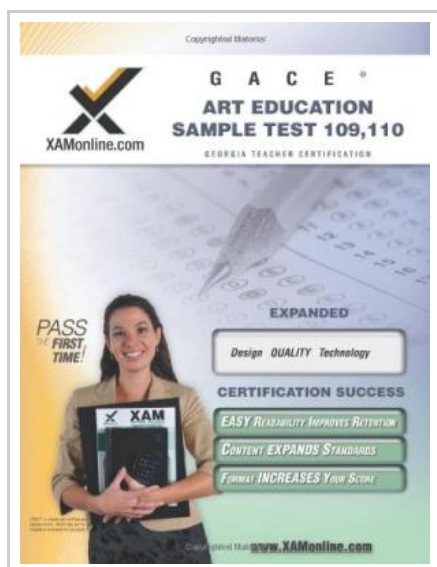 Copyrighted Material
XAMonline.com
G A C E ®
ART EDUCATION
SAMPLE TEST 109,110
GEORGIA TEACHER CERTIFICATION
PASS
THE FIRST
TIME!
EXPANDED
Design QUALITY Technology
CERTIFICATION SUCCESS
EASY READABILITY IMPROVES RETENTION
CONTENT EXPANDS STANDARDS
FORMAT INCREASES YOUR SCORE
XAM
Copyrighted Material
www.XAMonline.com